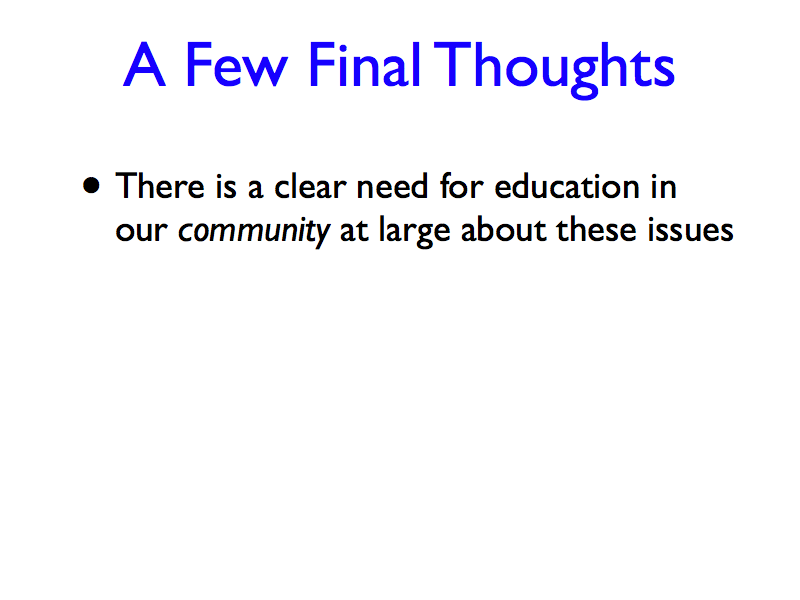 A Few Final Thoughts
• There is a clear need for education in
our community at large about these issues